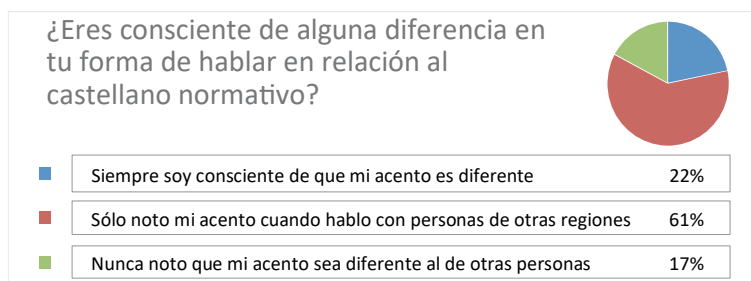 ¿Eres consciente de alguna diferencia en
tu forma de hablar en relación al
castellano normativo?
Siempre soy consciente de que mi acento es diferente 22%
Sólo noto mi acento cuando hablo con personas de otras regiones 61%
Nunca noto que mi acento sea diferente al de otras personas 17%